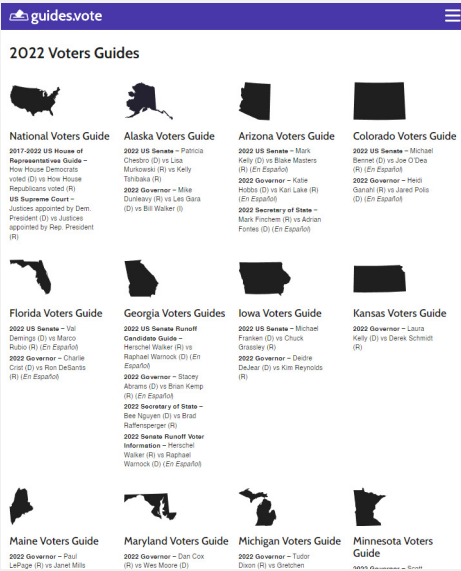 guides.vote
2022 Voters Guides
National Voters Guide
2017-2022 US House of
Representatives Guide –
How House Democrats
voted (D) vs How House
Republicans voted (R)
US Supreme Court –
Justices appointed by Dem.
President (D) vs Justices
appointed by Rep. President
(R)
Alaska Voters Guide
2022 US Senate – Patricia
Chesbro (D) vs Lisa
Murkowski (R) vs Kelly
Tshibaka (R)
2022 Governor – Mike
Dunleavy (R) vs Les Gara
(D) vs Bill Walker (I)
Arizona Voters Guide
2022 US Senate – Mark
Kelly (D) vs Blake Masters
(R) (En Español)
2022 Governor – Katie
Hobbs (D) vs Kari Lake (R)
(En Español)
2022 Secretary of State –
Mark Finchem (R) vs Adrian
Fontes (D) (En Español)
Colorado Voters Guide
2022 US Senate – Michael
Bennet (D) vs Joe O'Dea
(R) (En Español)
2022 Governor – Heidi
Ganahl (R) vs Jared Polis
(D) (En Español)
Florida Voters Guide
2022 US Senate – Val
Demings (D) vs Marco
Rubio (R) (En Español)
2022 Governor – Charlie
Crist (D) vs Ron DeSantis
(R) (En Español)
Georgia Voters Guides
2022 US Senate Runoff
Candidate Guide –
Herschel Walker (R) vs
Raphael Warnock (D) (En
Español)
2022 Governor – Stacey
Abrams (D) vs Brian Kemp
(R) (En Español)
2022 Secretary of State –
Bee Nguyen (D) vs Brad
Raffensperger (R)
2022 Senate Runoff Voter
Information – Herschel
Walker (R) vs Raphael
Warnock (D) (En Español)
Iowa Voters Guide
2022 US Senate – Michael
Franken (D) vs Chuck
Grassley (R)
2022 Governor – Deidre
DeJear (D) vs Kim Reynolds
(R)
Kansas Voters Guide
2022 Governor – Laura
Kelly (D) vs Derek Schmidt
(R)
Maine Voters Guide
2022 Governor – Paul
LePage (R) vs Janet Mills
Maryland Voters Guide
2022 Governor – Dan Cox
(R) vs Wes Moore (D)
Michigan Voters Guide
2022 Governor – Tudor
Dixon (R) vs Gretchen
Minnesota Voters
Guide
2022 Governor – Scott